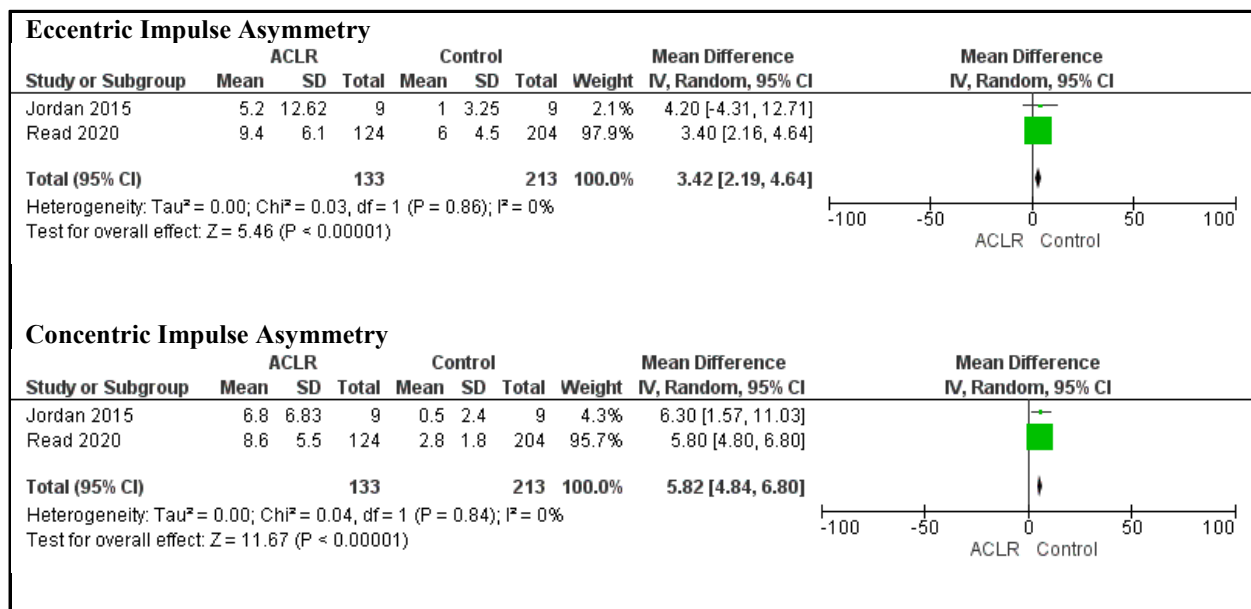 Eccentric Impulse Asymmetry
ACLR Control Mean Difference Mean Difference
Study or Subgroup Mean SD Total Mean SD Total Weight IV, Random, 95% CI IV, Random, 95% CI
Jordan 2015 5.2 12.62 9 1 3.25 9 2.1% 4.20 [-4.31, 12.71]
Read 2020 9.4 6.1 124 6 4.5 204 97.9% 3.40 [2.16, 4.64]
Total (95% CI) 133 213 100.0% 3.42 [2.19, 4.64]
Heterogeneity: Tau² = 0.00; Chi² = 0.03, df = 1 (P = 0.86); I² = 0%
Test for overall effect: Z = 5.46 (P < 0.00001)
-100 -50 0 50 100
ACLR Control
Concentric Impulse Asymmetry
ACLR Control Mean Difference Mean Difference
Study or Subgroup Mean SD Total Mean SD Total Weight IV, Random, 95% CI IV, Random, 95% CI
Jordan 2015 6.8 6.83 9 0.5 2.4 9 4.3% 6.30 [1.57, 11.03]
Read 2020 8.6 5.5 124 2.8 1.8 204 95.7% 5.80 [4.80, 6.80]
Total (95% CI) 133 213 100.0% 5.82 [4.84, 6.80]
Heterogeneity: Tau² = 0.00; Chi² = 0.04, df = 1 (P = 0.84); I² = 0%
Test for overall effect: Z = 11.67 (P < 0.00001)
-100 -50 0 50 100
ACLR Control